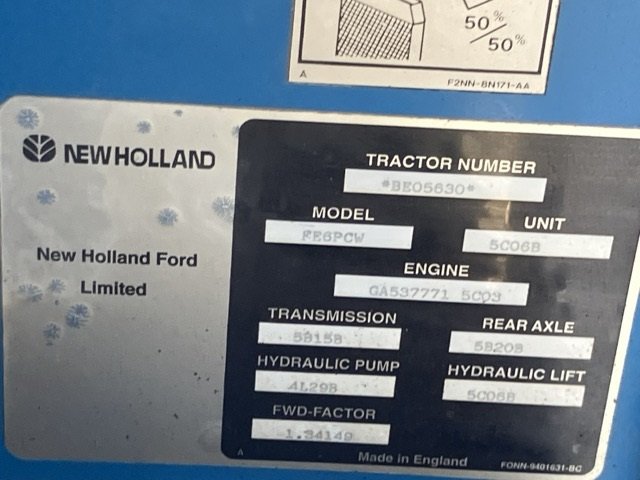 50%/50%
A
F2NN-8N171-AA
NEW HOLLAND
New Holland Ford
Limited
TRACTOR NUMBER
*BE05630*
MODEL
UNIT
FE6PCW
5C06B
ENGINE
GA537771 5C03
TRANSMISSION
REAR AXLE
5B15B
5B20B
HYDRAULIC PUMP
HYDRAULIC LIFT
4L29B
5C06B
FWD-FACTOR
1.34149
A
Made in England
FONN-9401631-BC